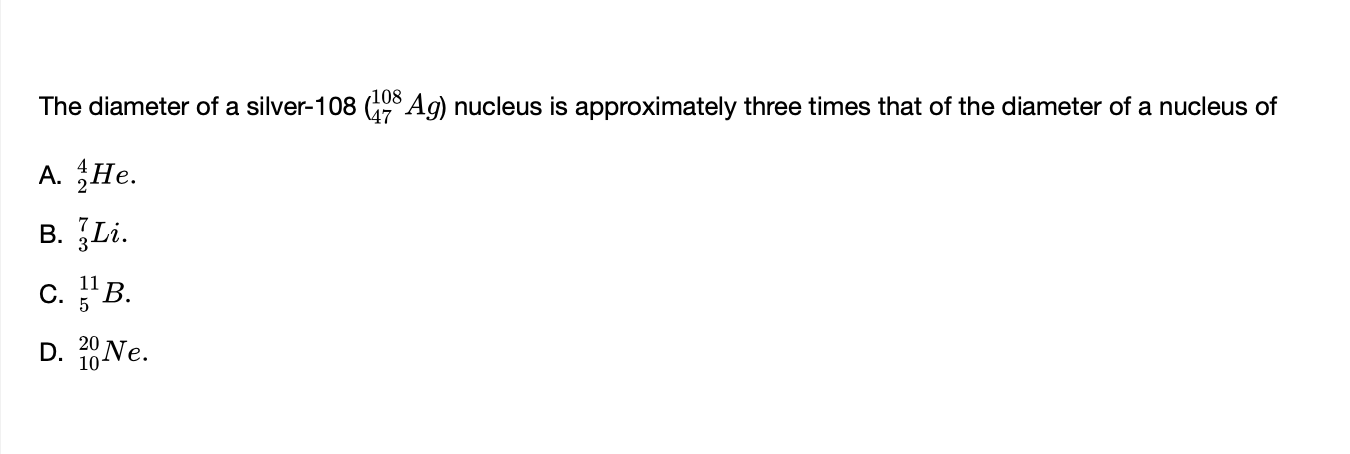 The diameter of a silver-108 ($^{108}_{47}Ag$) nucleus is approximately three times that of the diameter of a nucleus of
A. $^{4}_{2}He.$
B. $^{7}_{3}Li.$
C. $^{11}_{5}B.$
D. $^{20}_{10}Ne.$